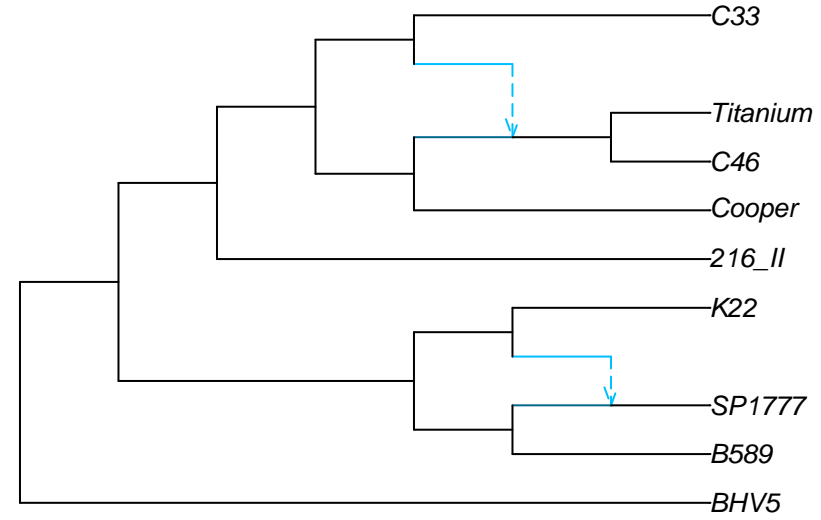 C33
Titanium
C46
Cooper
216_II
K22
SP1777
B589
BHV5